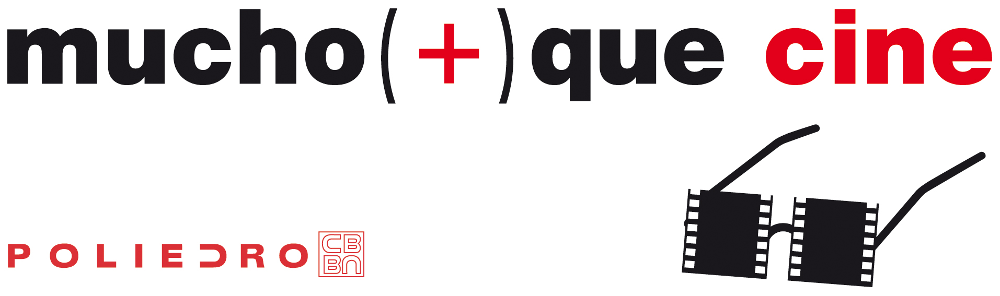 mucho(+)que cine
POLIEDRO CB
BN